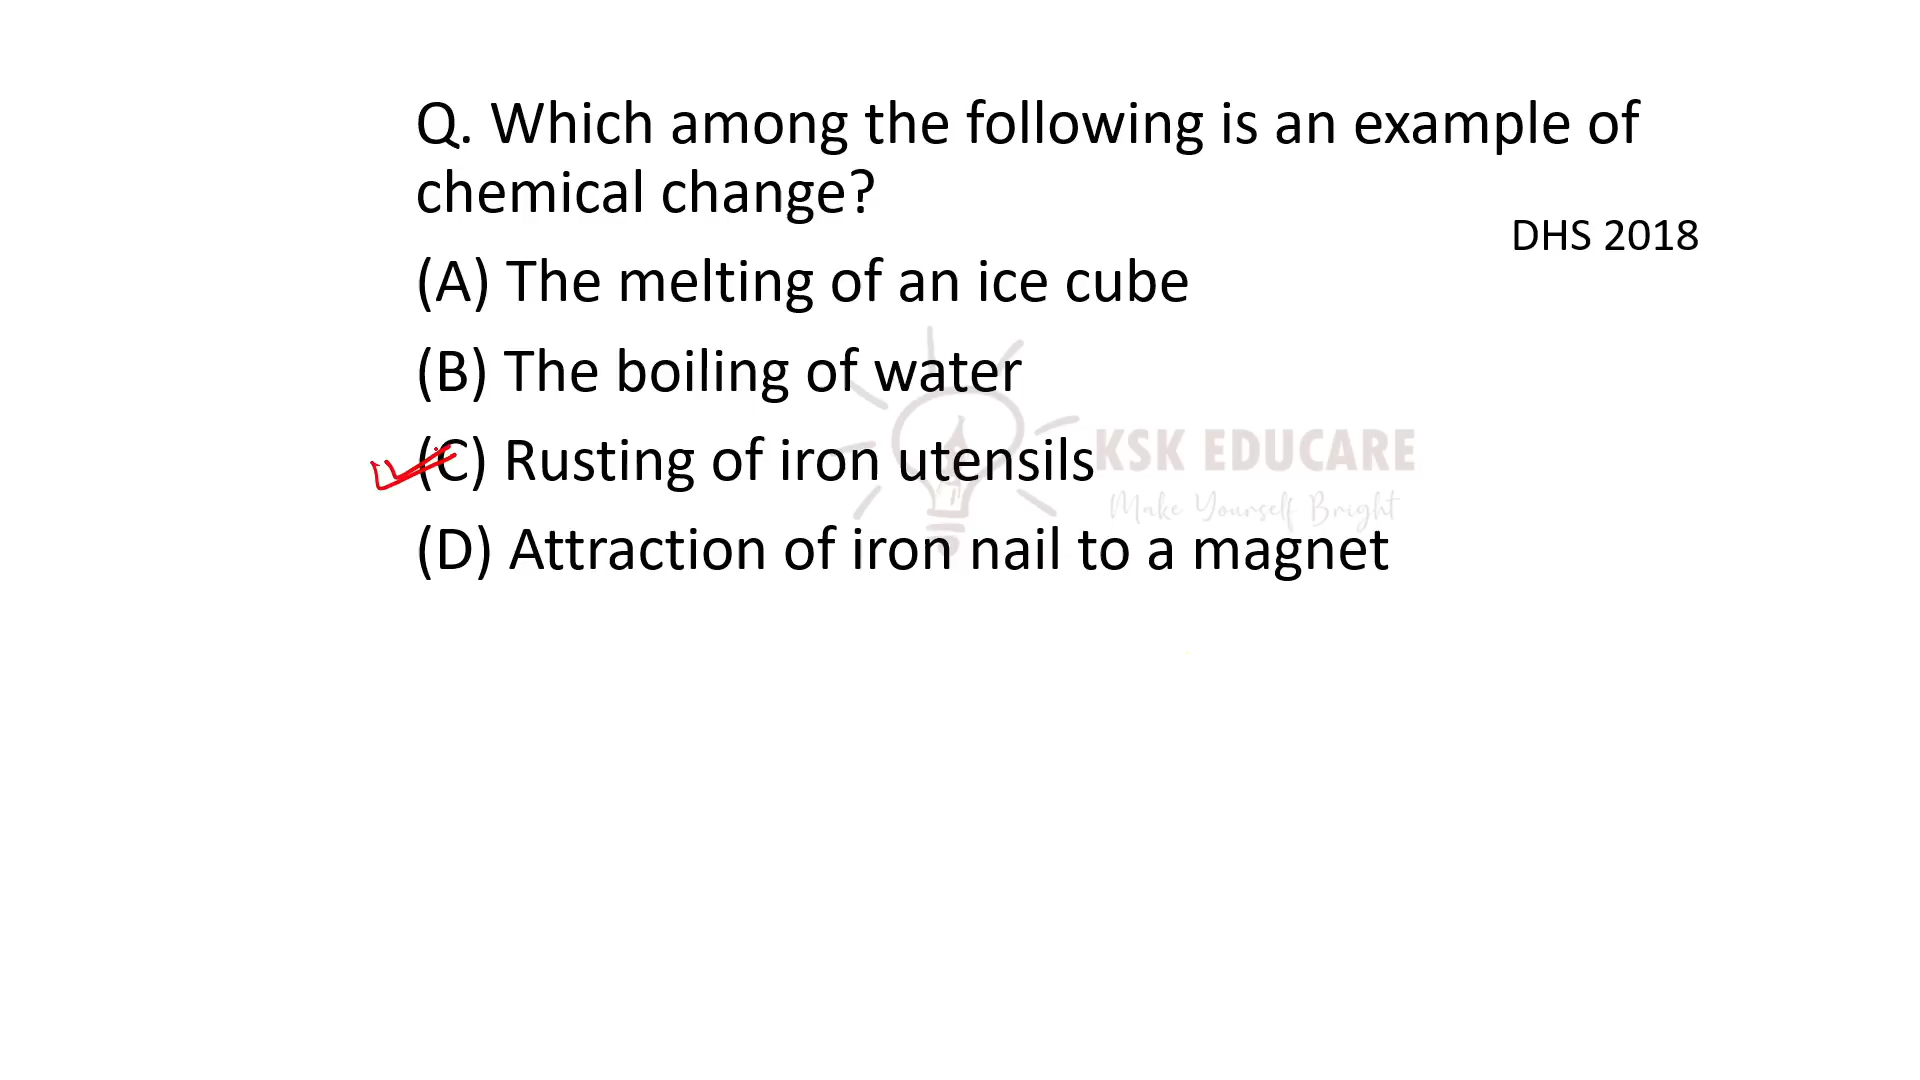 Q. Which among the following is an example of
chemical change?
DHS 2018
(A) The melting of an ice cube
(B) The boiling of water
(C) Rusting of iron utensils
KSK EDUCARE
Make Yourself Bright
(D) Attraction of iron nail to a magnet